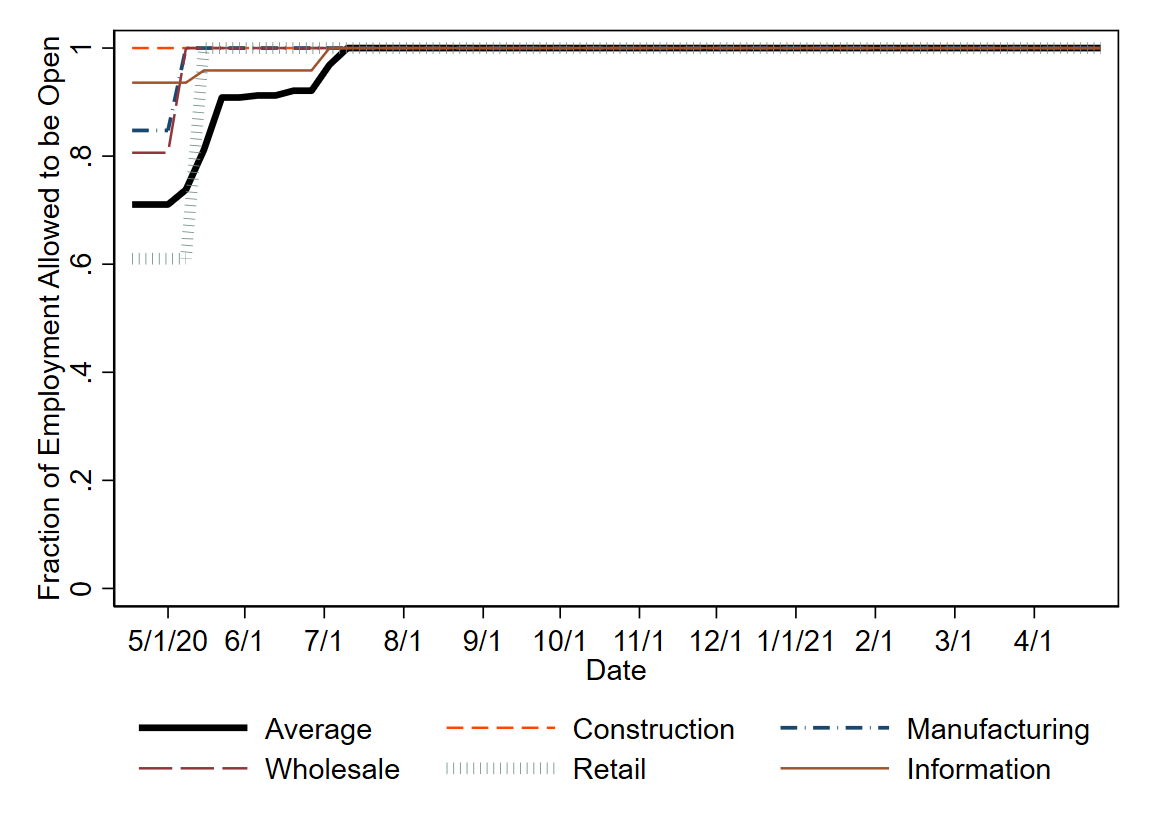 Fraction of Employment Allowed to be Open
1
.8
.6
.4
.2
0
5/1/20 6/1 7/1 8/1 9/1 10/1 11/1 12/1 1/1/21 2/1 3/1 4/1
Date
Average Construction Manufacturing
Wholesale Retail Information